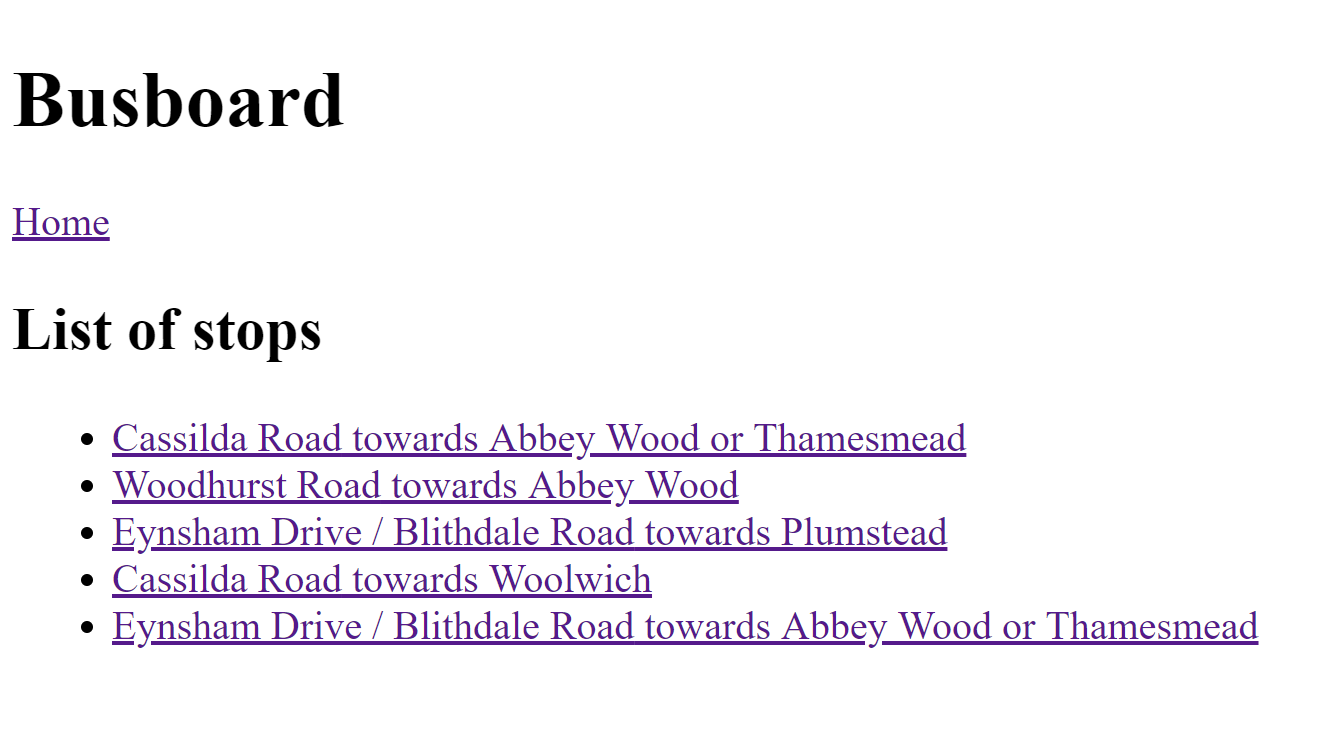 Busboard
Home
List of stops
Cassilda Road towards Abbey Wood or Thamesmead
Woodhurst Road towards Abbey Wood
Eynsham Drive / Blithdale Road towards Plumstead
Cassilda Road towards Woolwich
Eynsham Drive / Blithdale Road towards Abbey Wood or Thamesmead